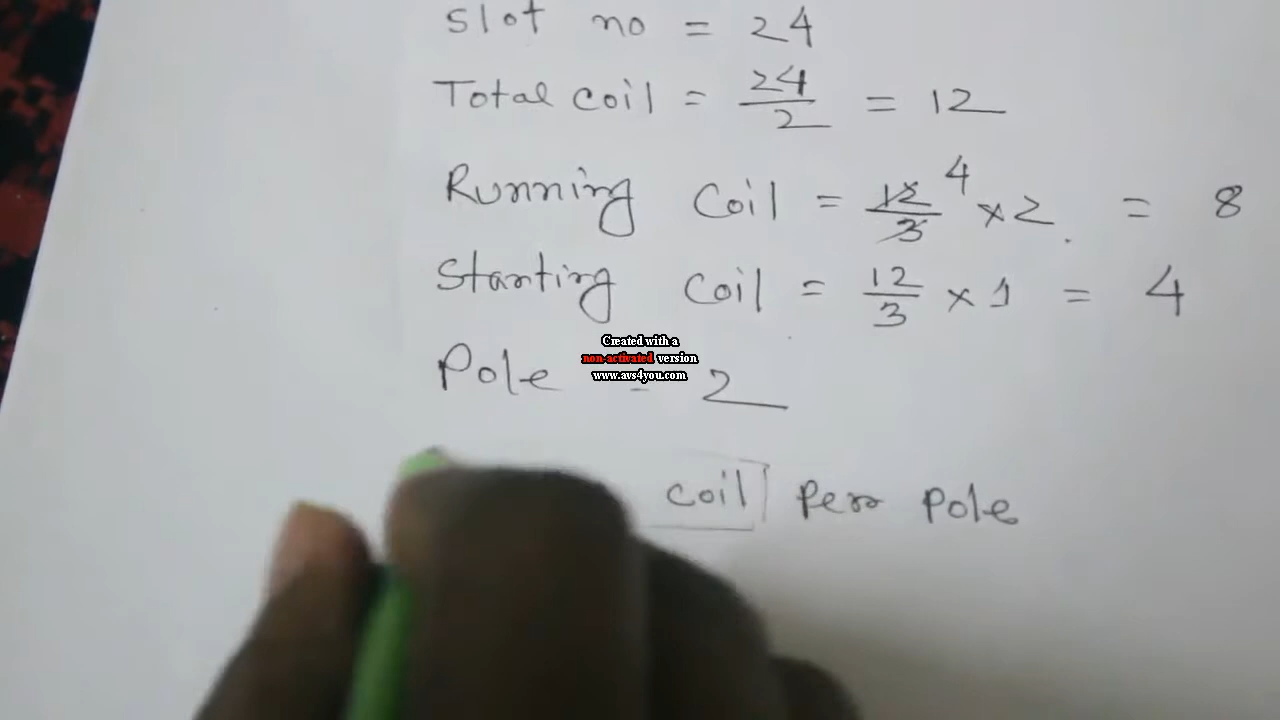 Slot no = 24
Total coil = 24/2 = 12
Running Coil = 12/3 4 × 2 = 8
Starting Coil = 12/3 × 1 = 4
Created with a
non-activated version
www.avs4you.com
Pole = 2
coil Per Pole